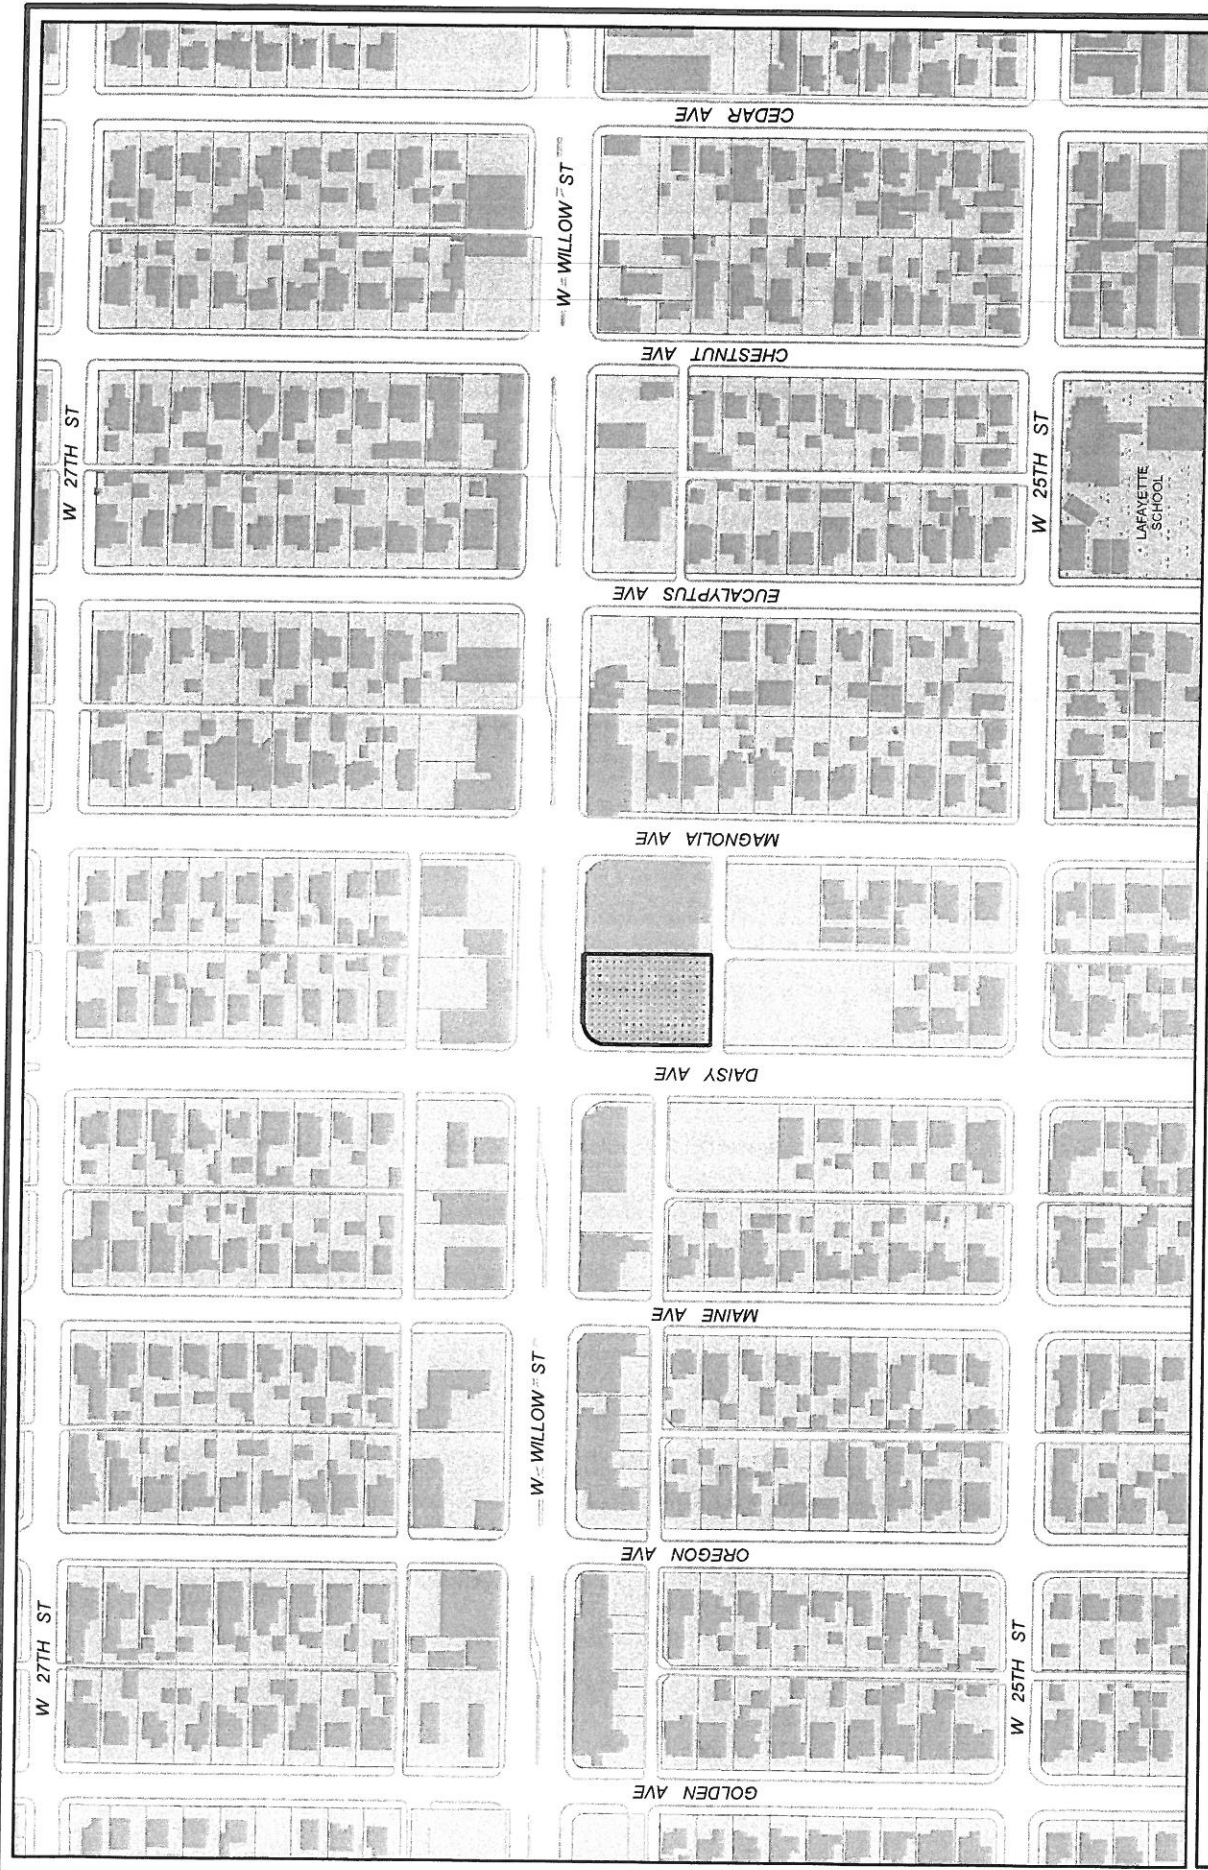 CEDAR AVE
W WILLOW ST
CHESTNUT AVE
W 27TH ST
W 25TH ST
LAFAYETTE
SCHOOL
EUCALYPTUS AVE
MAGNOLIA AVE
DAISY AVE
MAINE AVE
W WILLOW ST
OREGON AVE
W 27TH ST
W 25TH ST
GOLDEN AVE